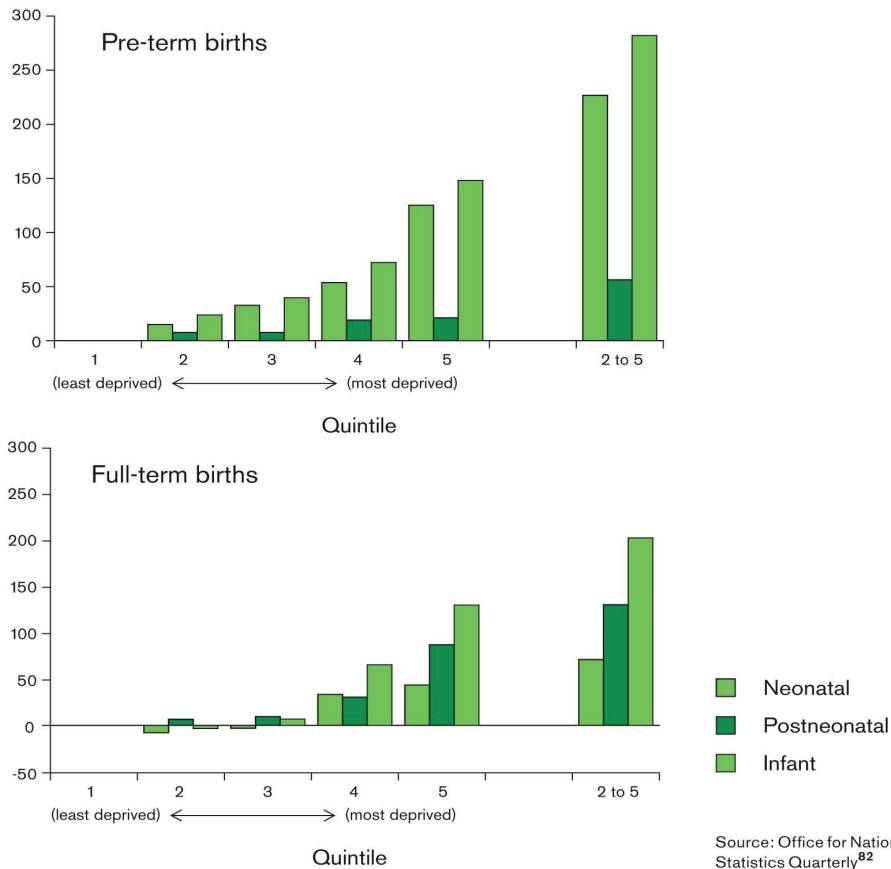 300
Pre-term births
250
200
150
100
50
0
1 2 3 4 5 2 to 5
(least deprived) (most deprived)
Quintile
300
Full-term births
250
200
150
100
50
0
-50
1 2 3 4 5 2 to 5
(least deprived) (most deprived)
Quintile
Neonatal
Postneonatal
Infant
Source: Office for
Statistics Quarterly82